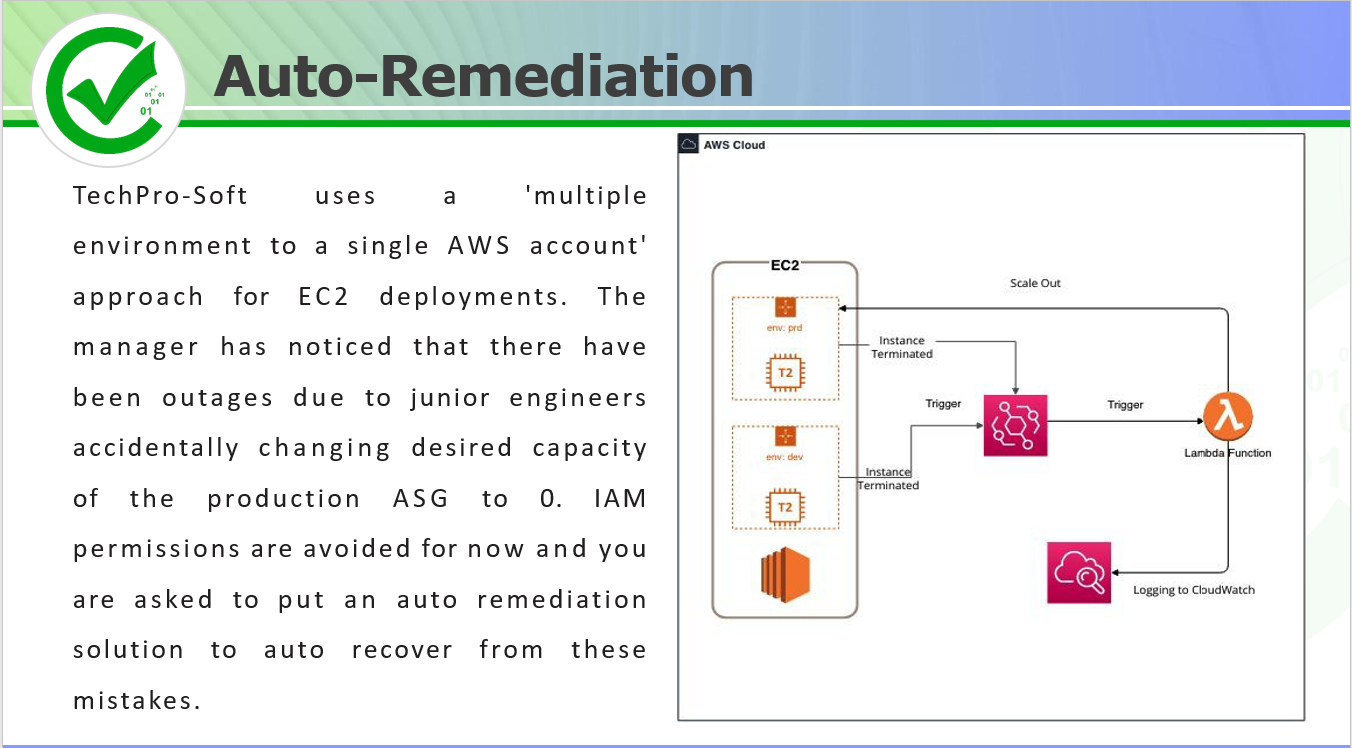 Auto-Remediation
01 01
01
01
TechPro-Soft uses a 'multiple
environment to a single AWS account'
approach for EC2 deployments. The
manager has noticed that there have
been outages due to junior engineers
accidentally changing desired capacity
of the production ASG to 0. IAM
permissions are avoided for now and you
are asked to put an auto remediation
solution to auto recover from these
mistakes.
AWS Cloud
EC2
Scale Out
env: prd
Instance
Terminated
T2
Trigger
Trigger
env: dev
Lambda Function
Instance
Terminated
T2
Logging to CloudWatch